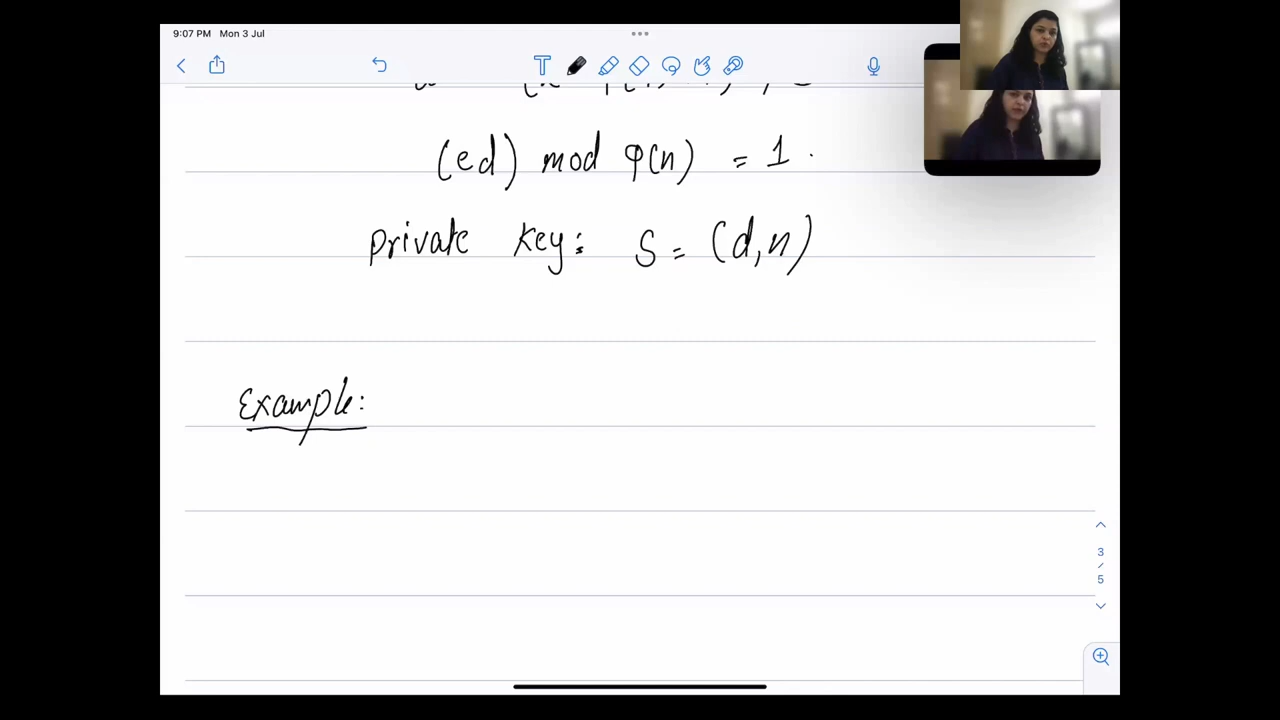 9:07 PM Mon 3 Jul
T
(ed) mod φ(n) = 1.
private key: S = (d,n)
Example:
3
/
5